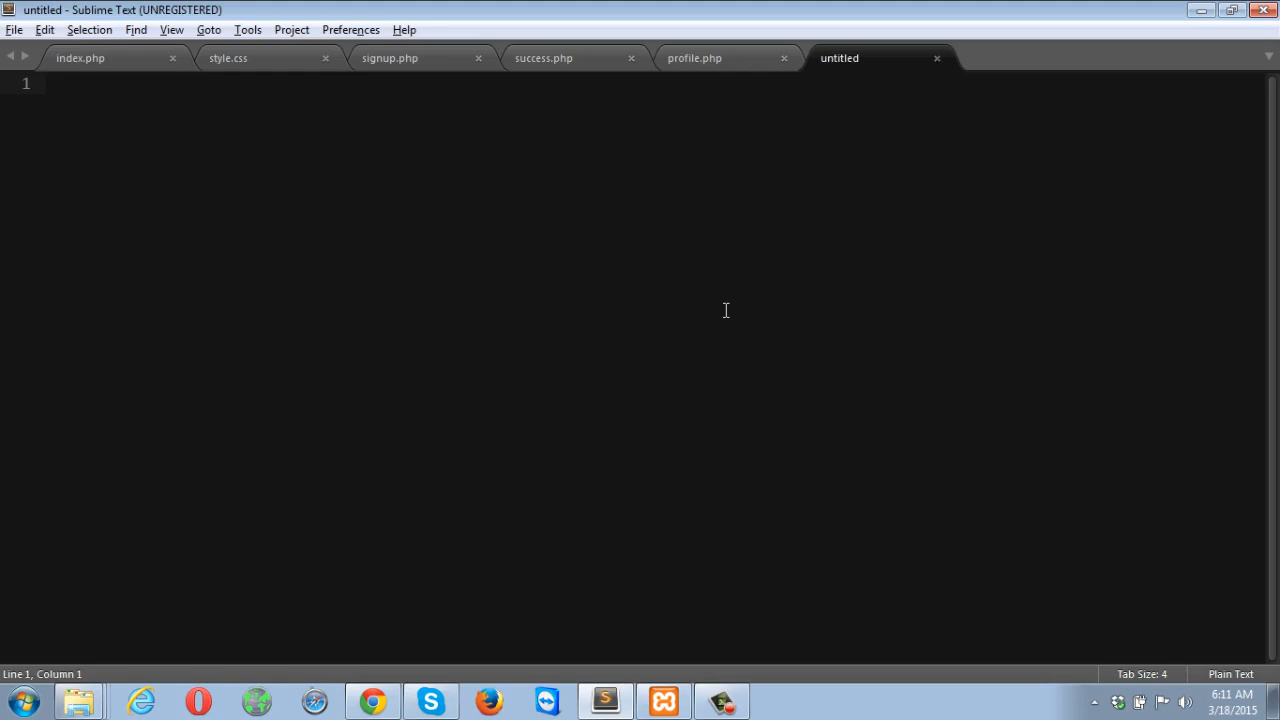 untitled - Sublime Text (UNREGISTERED)
File Edit Selection Find View Goto Tools Project Preferences Help
index.php style.css signup.php success.php profile.php untitled
1
Line 1, Column 1 Tab Size: 4 Plain Text
6:11 AM
3/18/2015